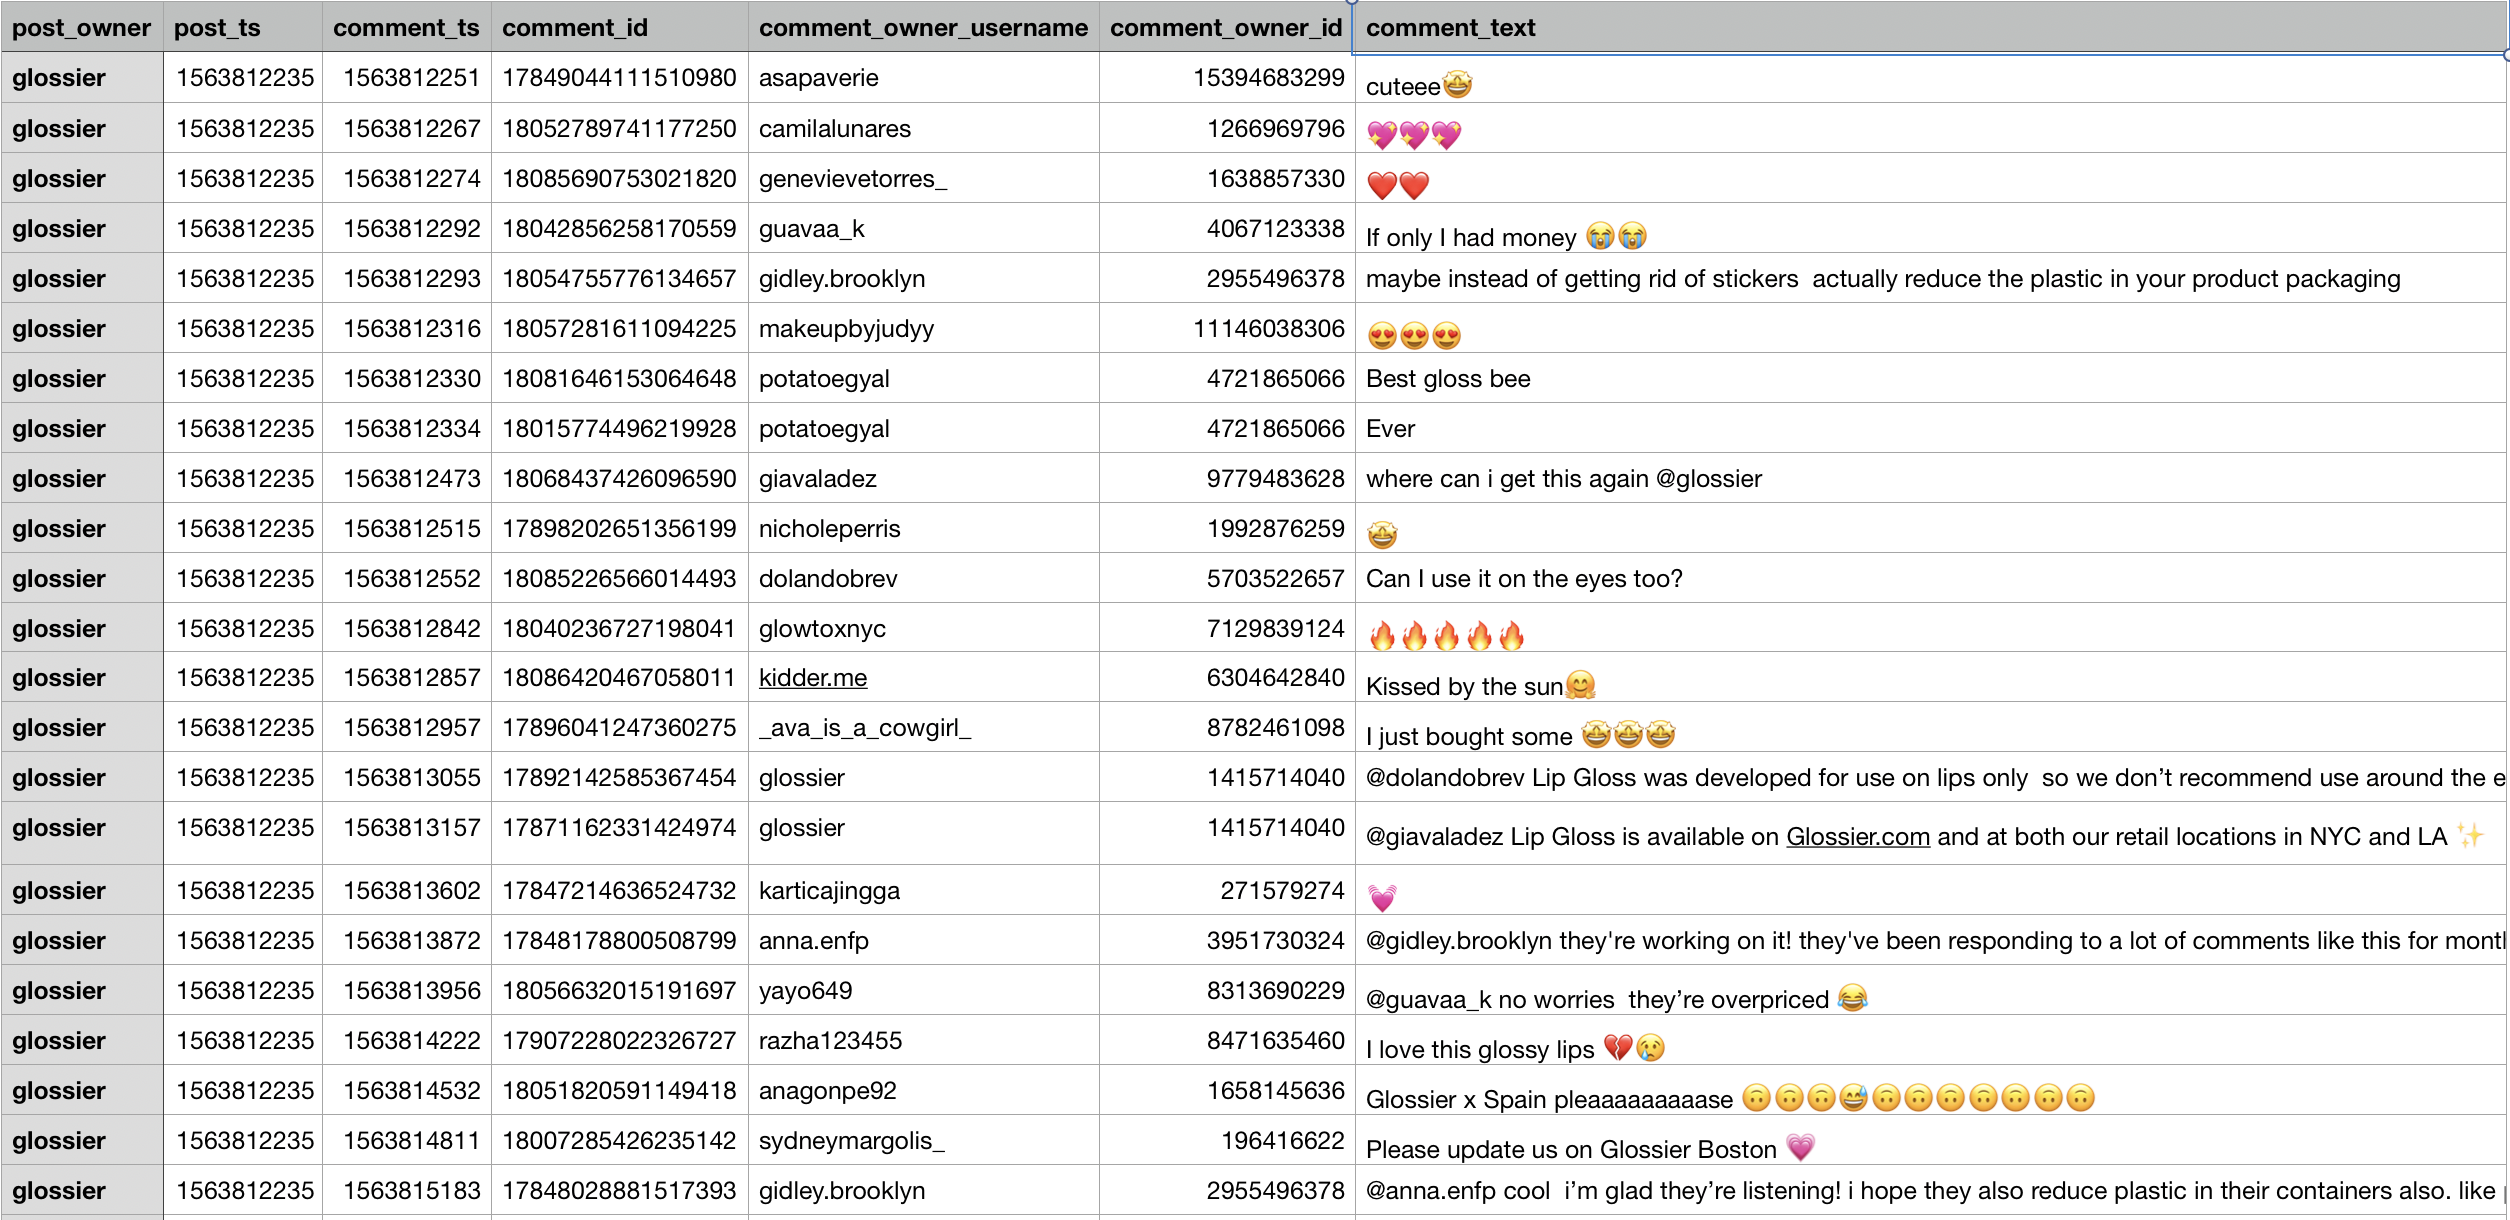 post_owner post_ts comment_ts comment_id comment_owner_username comment_owner_id comment_text
glossier 1563812235 1563812251 17849044111510980 asapaverie 15394683299 cuteee🤩
glossier 1563812235 1563812267 18052789741177250 camilalunares 1266969796 💖💖💖
glossier 1563812235 1563812274 18085690753021820 genevievetorres_ 1638857330 ❤️❤️
glossier 1563812235 1563812292 18042856258170559 guavaa_k 4067123338 If only I had money 😭😭
glossier 1563812235 1563812293 18054755776134657 gidley.brooklyn 2955496378 maybe instead of getting rid of stickers  actually reduce the plastic in your product packaging
glossier 1563812235 1563812316 18057281611094225 makeupbyjudyy 11146038306 😍😍😍
glossier 1563812235 1563812330 18081646153064648 potatoegyal 4721865066 Best gloss bee
glossier 1563812235 1563812334 18015774496219928 potatoegyal 4721865066 Ever
glossier 1563812235 1563812473 18068437426096590 giavaladez 9779483628 where can i get this again @glossier
glossier 1563812235 1563812515 17898202651356199 nicholeperris 1992876259 🤩
glossier 1563812235 1563812552 18085226566014493 dolandobrev 5703522657 Can I use it on the eyes too?
glossier 1563812235 1563812842 18040236727198041 glowtoxnyc 7129839124 🔥🔥🔥🔥🔥
glossier 1563812235 1563812857 18086420467058011 kidder.me 6304642840 Kissed by the sun🤗
glossier 1563812235 1563812957 17896041247360275 _ava_is_a_cowgirl_ 8782461098 I just bought some 🤩🤩🤩
glossier 1563812235 1563813055 17892142585367454 glossier 1415714040 @dolandobrev Lip Gloss was developed for use on lips only  so we don’t recommend use around the e
glossier 1563812235 1563813157 17871162331424974 glossier 1415714040 @giavaladez Lip Gloss is available on Glossier.com and at both our retail locations in NYC and LA ✨
glossier 1563812235 1563813602 17847214636524732 karticajingga 271579274 💓
glossier 1563812235 1563813872 17848178800508799 anna.enfp 3951730324 @gidley.brooklyn they're working on it! they've been responding to a lot of comments like this for
glossier 1563812235 1563813956 18056632015191697 yayo649 8313690229 @guavaa_k no worries  they’re overpriced 😂
glossier 1563812235 1563814222 17907228022326727 razha123455 8471635460 I love this glossy lips 💔😢
glossier 1563812235 1563814532 18051820591149418 anagonpe92 1658145636 Glossier x Spain pleaaaaaaaaaase 🙃🙃🙃😅🙃🙃🙃🙃🙃🙃🙃
glossier 1563812235 1563814811 18007285426235142 sydneymargolis_ 196416622 Please update us on Glossier Boston 💗
glossier 1563812235 1563815183 17848028881517393 gidley.brooklyn 2955496378 @anna.enfp cool  i’m glad they’re listening! i hope they also reduce plastic in their containers also. like